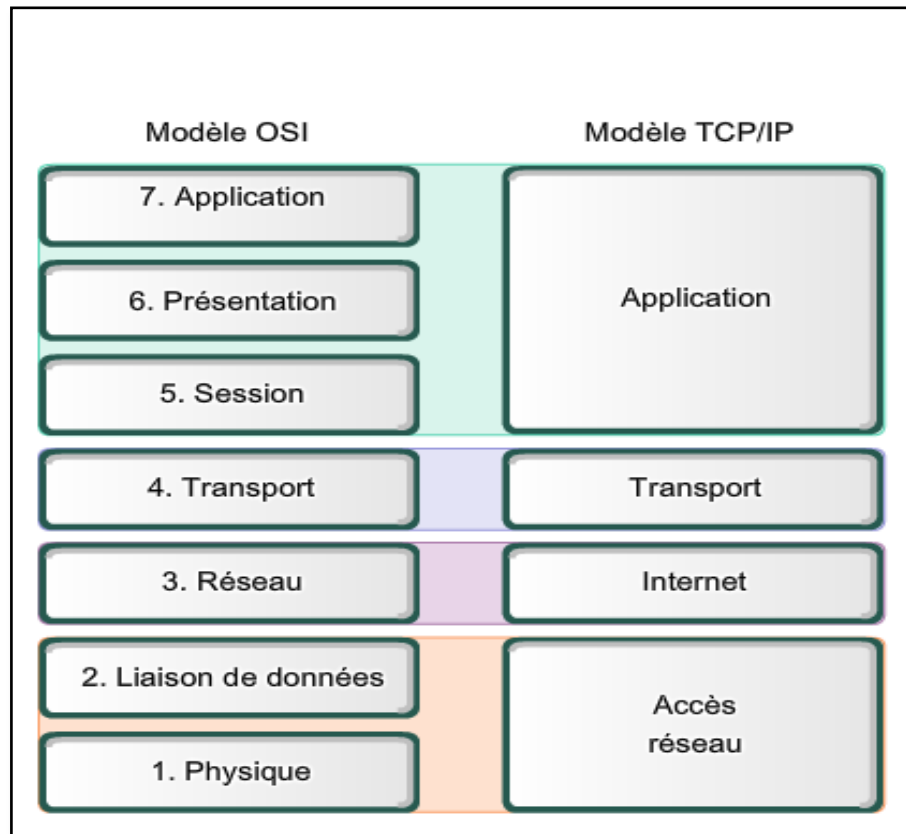 Modèle OSI
Modèle TCP/IP
7. Application
6. Présentation
5. Session
4. Transport
3. Réseau
2. Liaison de données
1. Physique
Application
Transport
Internet
Accès
réseau